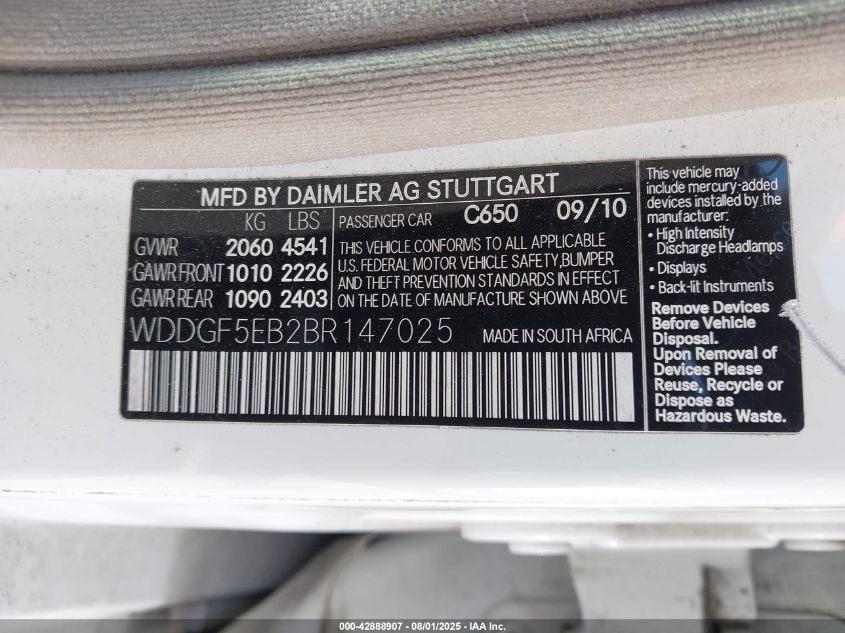 MFD BY DAIMLER AG STUTTGART
KG LBS
PASSENGER CAR C650 09/10
GVWR 2060 4541
GAWR FRONT 1010 2226
GAWR REAR 1090 2403
THIS VEHICLE CONFORMS TO ALL APPLICABLE
U.S. FEDERAL MOTOR VEHICLE SAFETY,BUMPER
AND THEFT PREVENTION STANDARDS IN EFFECT
ON THE DATE OF MANUFACTURE SHOWN ABOVE
WDDGF5EB2BR147025
MADE IN SOUTH AFRICA
This vehicle may
include mercury-added
devices installed by the
manufacturer:
• High Intensity
Discharge Headlamps
• Displays
• Back-lit Instruments
Remove Devices
Before Vehicle
Disposal.
Upon Removal of
Devices Please
Reuse, Recycle or
Dispose as
Hazardous Waste.
000-42888907 - 08/01/2025 - IAA Inc.